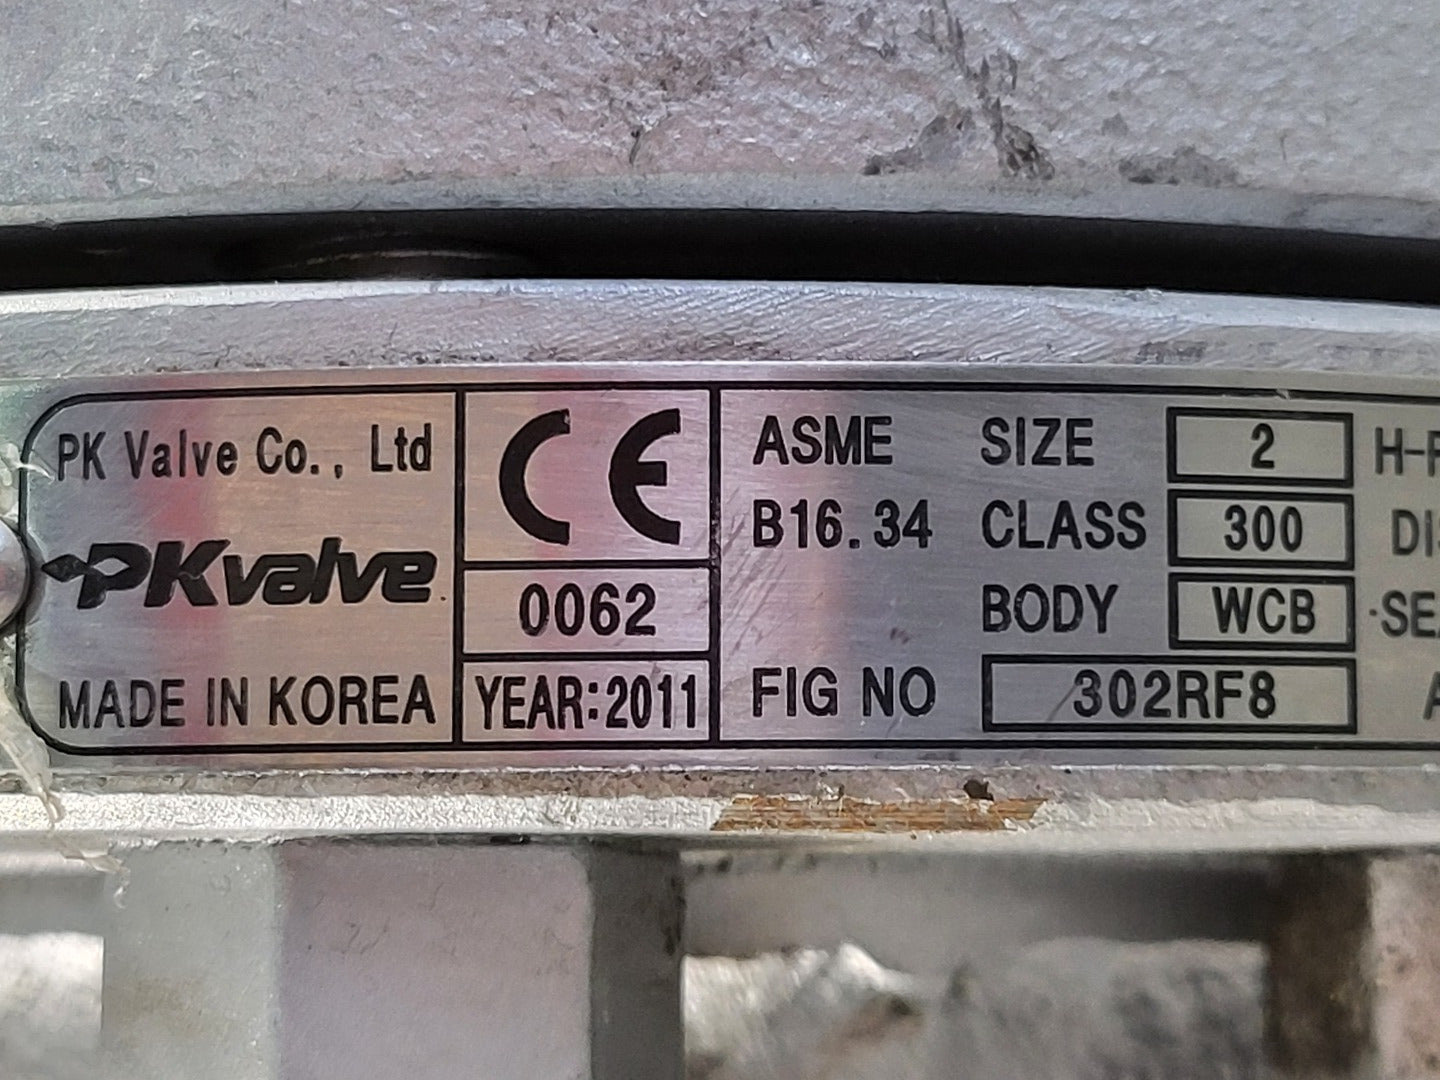 PK Valve Co., Ltd
PKvalve
MADE IN KOREA
CE
0062
YEAR:2011
ASME
B16.34
SIZE 2
CLASS 300
BODY WCB
FIG NO 302RF8